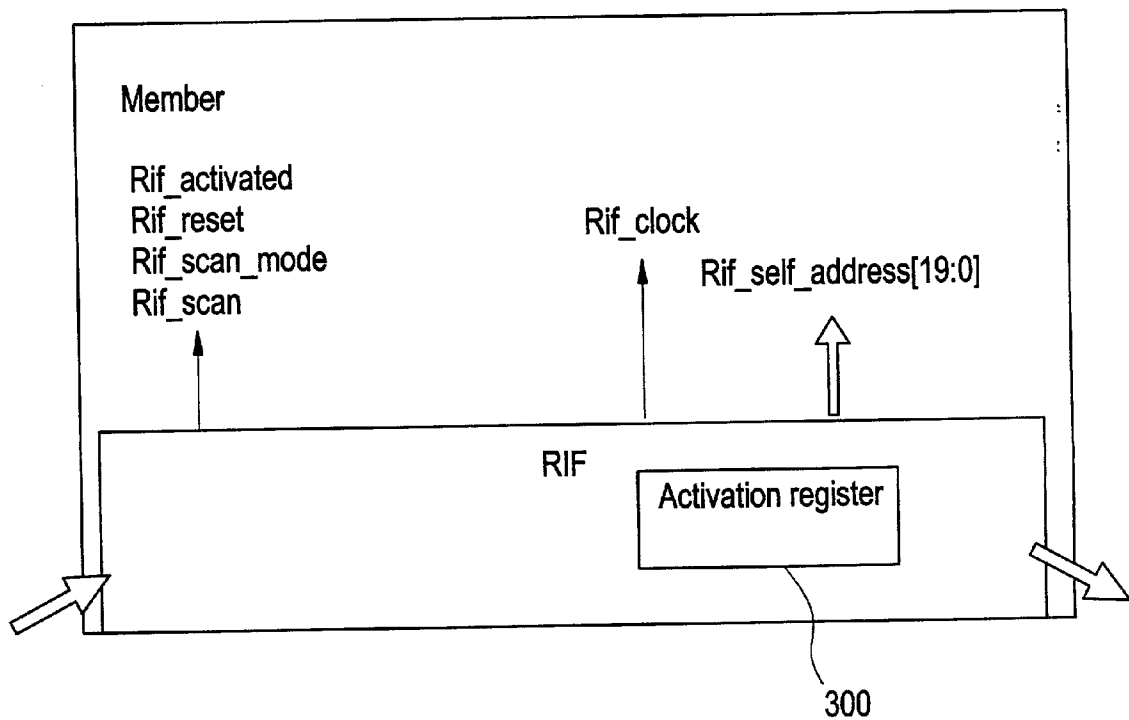 Member
Rif_activated
Rif_reset
Rif_scan_mode
Rif_scan
Rif_clock
Rif_self_address[19:0]
RIF
Activation register
300